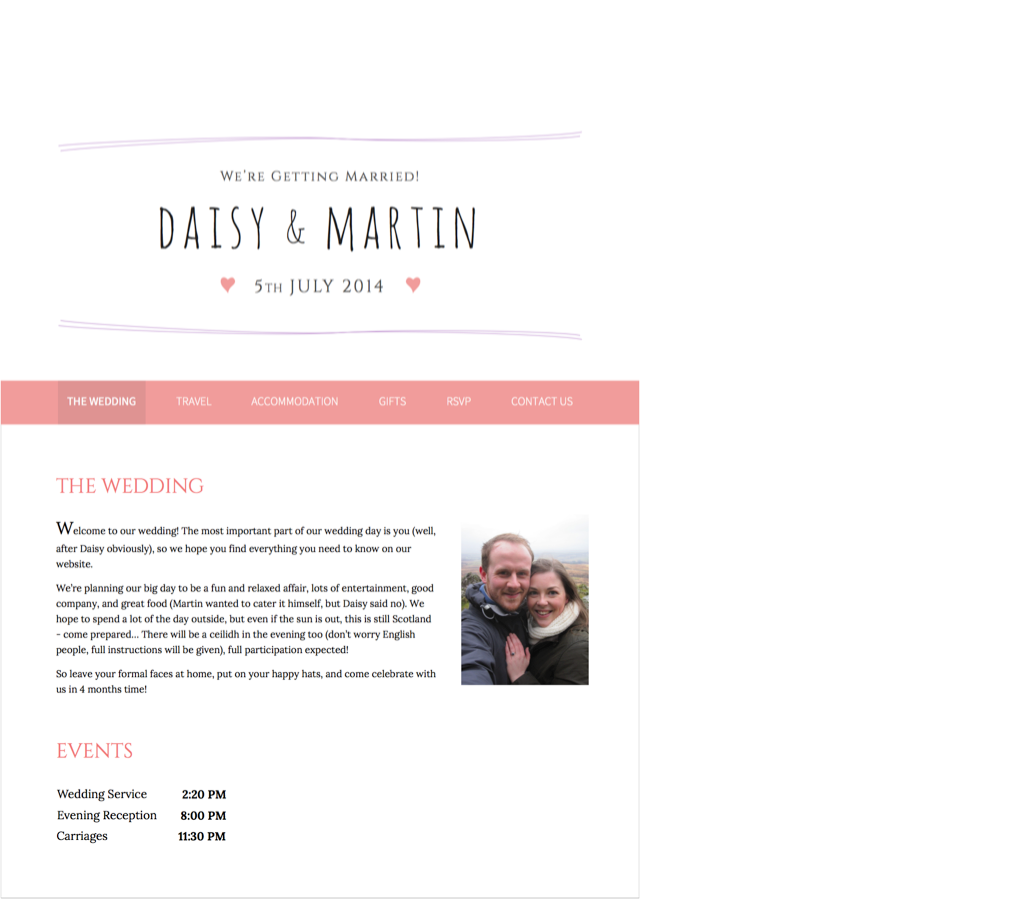 We're Getting Married!
DAISY & MARTIN
5TH JULY 2014
THE WEDDING TRAVEL ACCOMMODATION GIFTS RSVP CONTACT US
THE WEDDING
Welcome to our wedding! The most important part of our wedding day is you (well,
after Daisy obviously), so we hope you find everything you need to know on our
website.
We're planning our big day to be a fun and relaxed affair, lots of entertainment, good
company, and great food (Martin wanted to cater it himself, but Daisy said no). We
hope to spend a lot of the day outside, but even if the sun is out, this is still Scotland
- come prepared... There will be a ceilidh in the evening too (don't worry English
people, full instructions will be given), full participation expected!
So leave your formal faces at home, put on your happy hats, and come celebrate with
us in 4 months time!
EVENTS
Wedding Service 2:20 PM
Evening Reception 8:00 PM
Carriages 11:30 PM